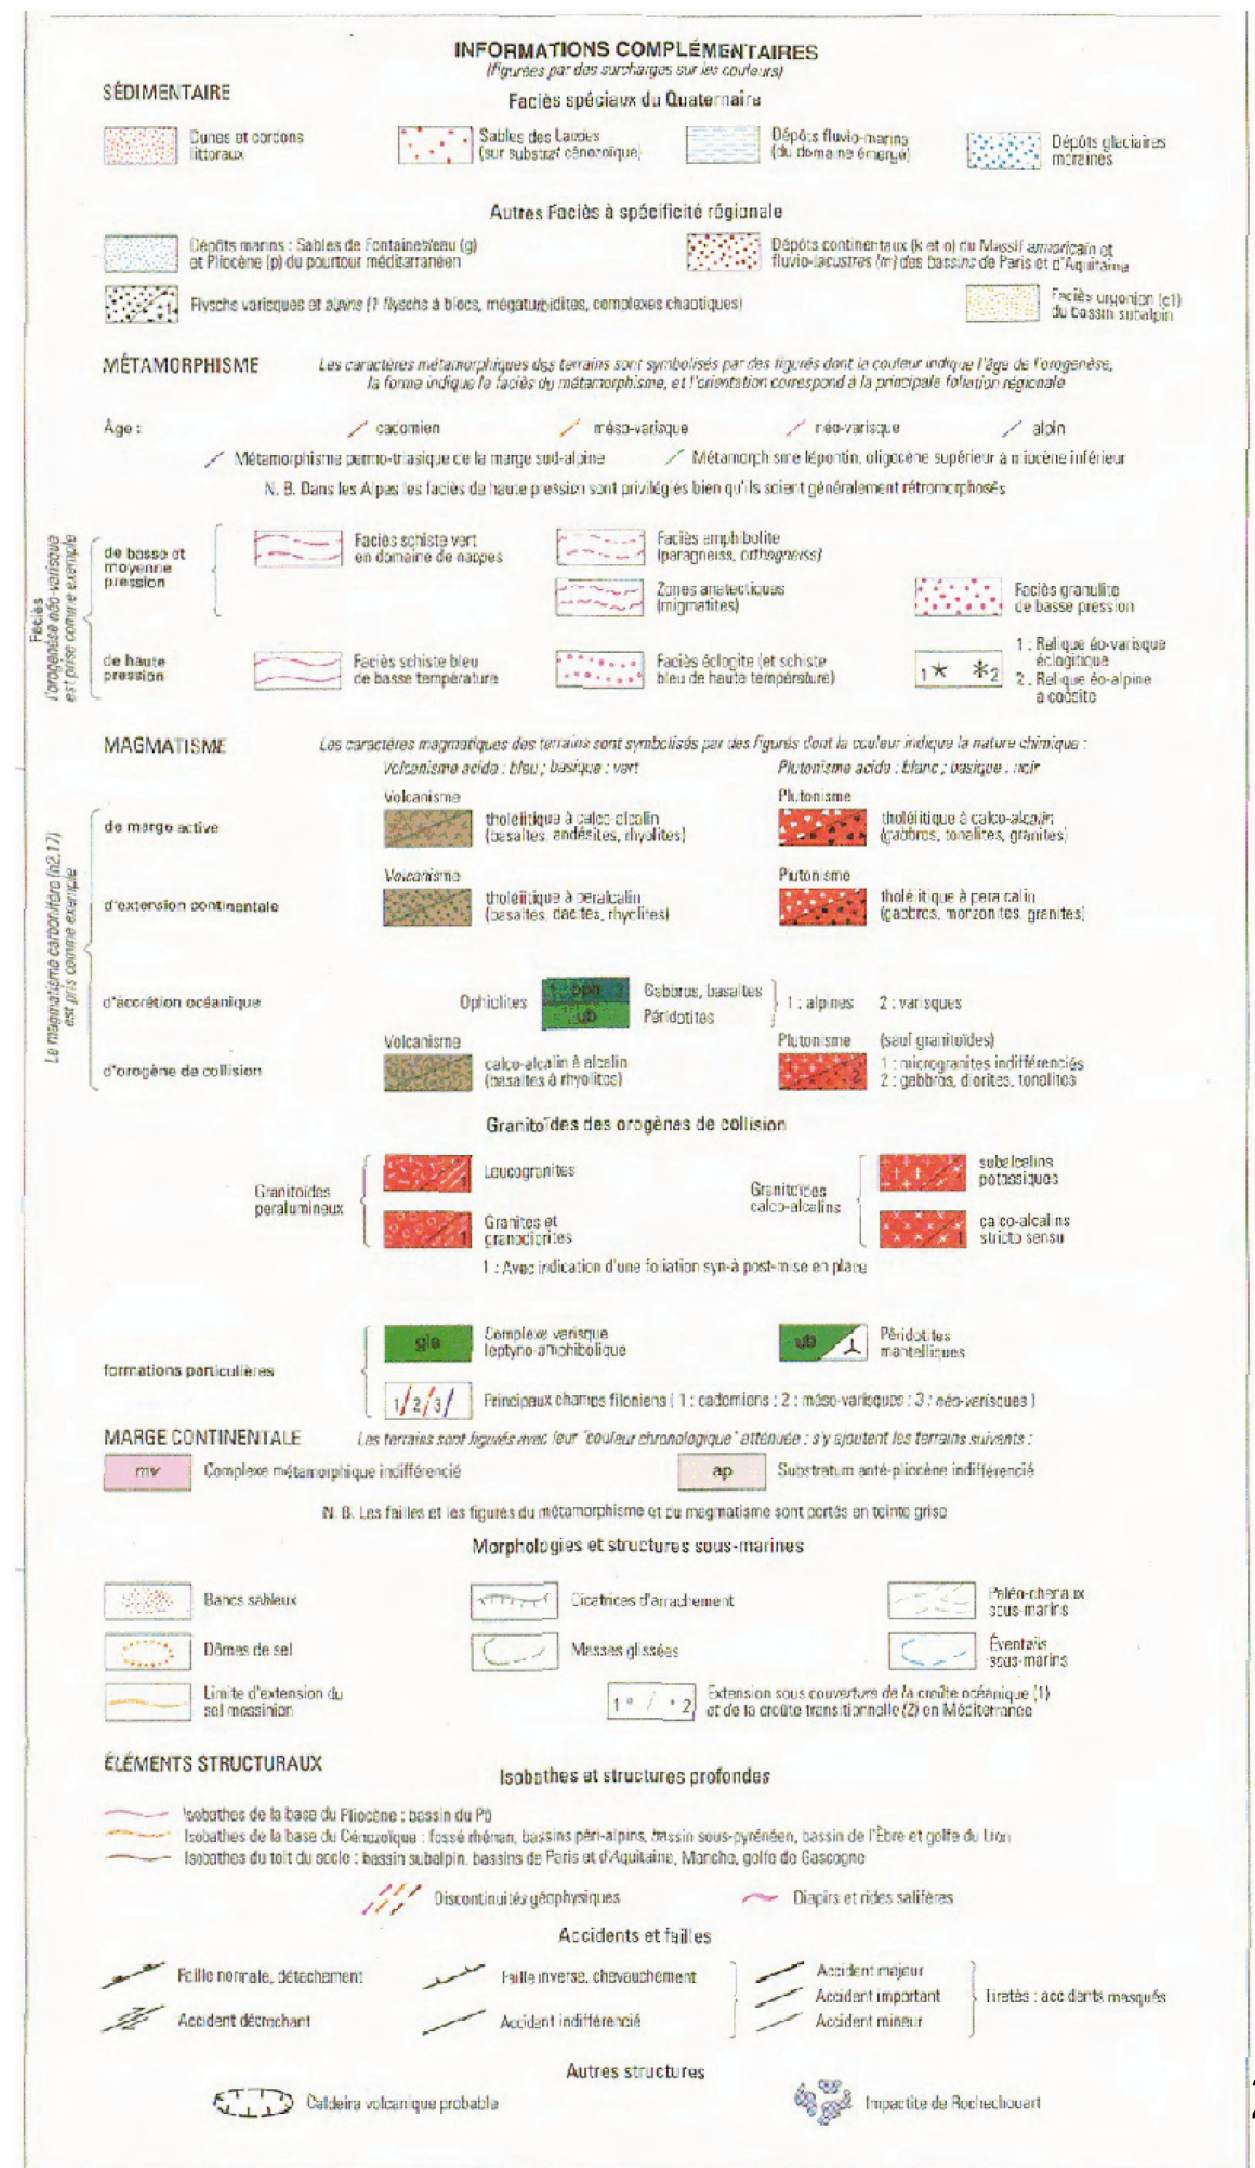 INFORMATIONS COMPLÉMENTAIRES
(figurées par des surcharges sur les couleurs)
SÉDIMENTAIRE
Faciès spéciaux du Quaternaire
Dunes et cordons
littoraux
Sables des Landes
(sur substrat cénozoïque)
Dépôts fluvio-marins
(du domaine émergé)
Dépôts glaciaires
moraines
Autres Faciès à spécificité régionale
Dépôts marins : Sables de Fontainebleau (g)
et Pliocène (p) du pourtour méditerranéen
Dépôts continentaux (k et n) du Massif armoricain et
fluvio-lacustres (m) des bassins de Paris et d'Aquitaine
1
Flyschs varisques et alpins (1 flyschs à blocs, mégaturbidites, complexes chaotiques)
Faciès urgonien (c1)
du bassin subalpin
MÉTAMORPHISME
Les caractères métamorphiques des terrains sont symbolisés par des figurés dont la couleur indique l'âge de l'orogenèse,
la forme indique le faciès du métamorphisme, et l'orientation correspond à la principale foliation régionale
Âge :
cadomien
méso-varisque
néo-varisque
alpin
Métamorphisme permo-triasique de la marge sud-alpine
Métamorphisme lépontin, oligocène supérieur à miocène inférieur
N. B. Dans les Alpes les faciès de haute pression sont privilégiés bien qu'ils soient généralement rétromorphosés
Faciès
l'orogenèse néo-varisque
est prise comme exemple
de basse et
moyenne
pression
Faciès schiste vert
en domaine de nappes
Faciès amphibolite
(paragneiss, orthogneiss)
Zones anatectiques
(migmatites)
Faciès granulite
de basse pression
de haute
pression
Faciès schiste bleu
de basse température
Faciès éclogite (et schiste
bleu de haute température)
1 * * 2
1 : Relique éo-varisque
éclogitique
2 : Relique éo-alpine
à coésite
MAGMATISME
Les caractères magmatiques des terrains sont symbolisés par des figurés dont la couleur indique la nature chimique :
Volcanisme acide : bleu ; basique : vert
Plutonisme acide : blanc ; basique : noir
Le magmatisme carbonifère (h2.17)
est pris comme exemple
de marge active
Volcanisme
tholéiitique à calco-alcalin
(basaltes, andésites, rhyolites)
Plutonisme
tholéiitique à calco-alcalin
(gabbros, tonalites, granites)
d'extension continentale
Volcanisme
tholéiitique à peralcalin
(basaltes, dacites, rhyolites)
Plutonisme
tholéiitique à peralcalin
(gabbros, monzonites, granites)
d'accrétion océanique
Ophiolites
1 oph 2
ub
Gabbros, basaltes
Péridotites
1 : alpines 2 : varisques
d'orogène de collision
Volcanisme
calco-alcalin à alcalin
(basaltes à rhyolites)
Plutonisme (sauf granitoïdes)
2
1 : microgranites indifférenciés
2 : gabbros, diorites, tonalites
Granitoïdes des orogènes de collision
Granitoïdes
peralumineux
1
Leucogranites
1
Granites et
granodiorites
Granitoïdes
calco-alcalins
subalcalins
potassiques
1
calco-alcalins
stricto sensu
1 : Avec indication d'une foliation syn-à post-mise en place
formations particulières
gla
Complexe varisque
leptyno-amphibolique
ub
Péridotites
mantelliques
1/ 2/ 3/
Principaux champs filoniens ( 1 : cadomiens ; 2 : méso-varisques ; 3 : néo-varisques )
MARGE CONTINENTALE
Les terrains sont figurés avec leur "couleur chronologique" atténuée ; s'y ajoutent les terrains suivants :
mv
Complexe métamorphique indifférencié
ap
Substratum anté-pliocène indifférencié
N. B. Les failles et les figurés du métamorphisme et du magmatisme sont portés en teinte grise
Morphologies et structures sous-marines
Bancs sableux
Cicatrices d'arrachement
Paléo-chenaux
sous-marins
Dômes de sel
Masses glissées
Éventails
sous-marins
Limite d'extension du
sel messinien
1 ° / · 2
Extension sous couverture de la croûte océanique (1)
et de la croûte transitionnelle (2) en Méditerranée
ÉLÉMENTS STRUCTURAUX
Isobathes et structures profondes
Isobathes de la base du Pliocène : bassin du Pô
Isobathes de la base du Cénozoïque : fossé rhénan, bassins péri-alpins, bassin sous-pyrénéen, bassin de l'Èbre et golfe du Lion
Isobathes du toit du socle : bassin subalpin, bassins de Paris et d'Aquitaine, Manche, golfe de Gascogne
Discontinuités géophysiques
Diapirs et rides salifères
Accidents et failles
Faille normale, détachement
Faille inverse, chevauchement
Accident décrochant
Accident indifférencié
Accident majeur
Accident important
Accident mineur
Tiretés : accidents masqués
Autres structures
Caldeira volcanique probable
Impactite de Rochechouart